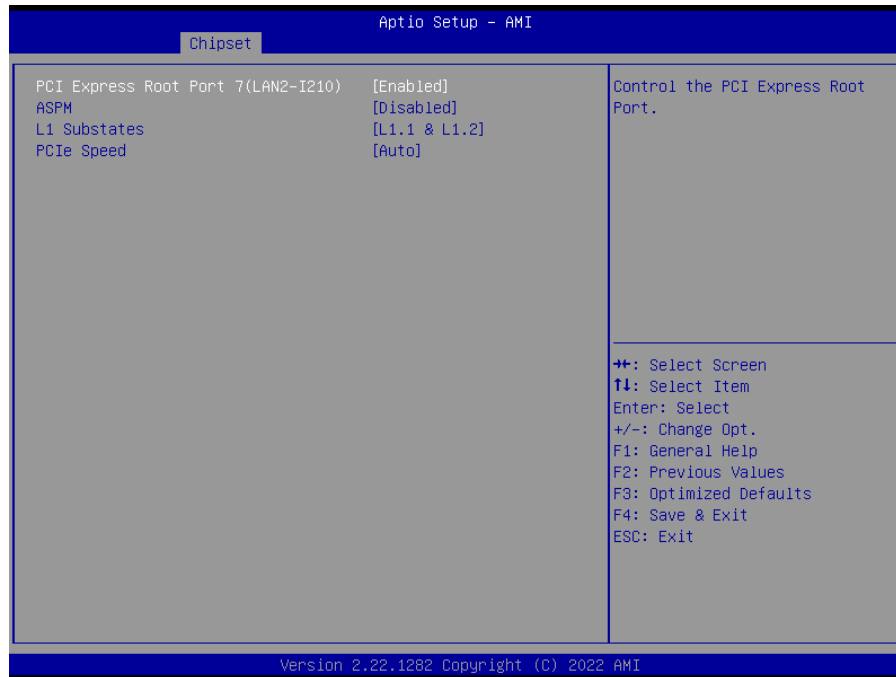 Aptio Setup – AMI
Chipset
PCI Express Root Port 7(LAN2-I210) [Enabled]
ASPM [Disabled]
L1 Substates [L1.1 & L1.2]
PCIe Speed [Auto]
Control the PCI Express Root
Port.
→←: Select Screen
↑↓: Select Item
Enter: Select
+/-: Change Opt.
F1: General Help
F2: Previous Values
F3: Optimized Defaults
F4: Save & Exit
ESC: Exit
Version 2.22.1282 Copyright (C) 2022 AMI